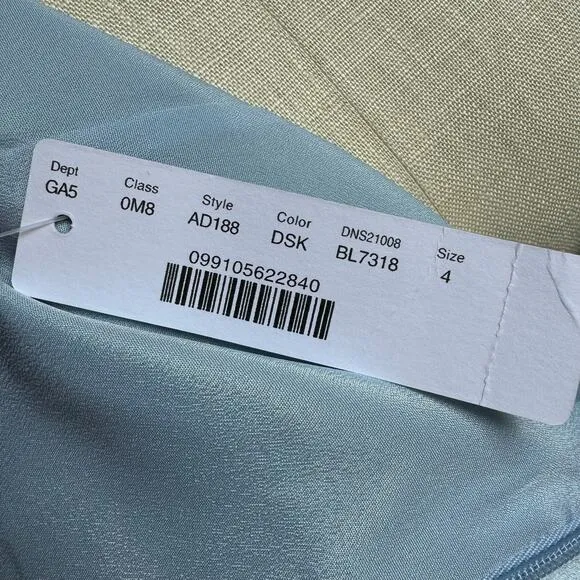 Dept Class Style Color DNS21008 Size
GA5 0M8 AD188 DSK BL7318 4
099105622840